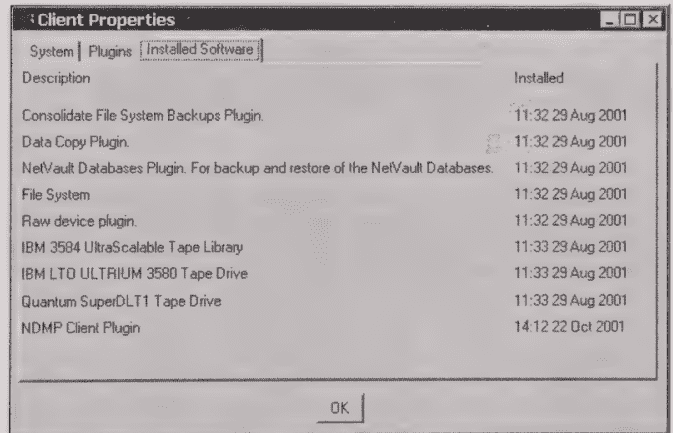 Client Properties
System Plugins Installed Software
Description Installed
Consolidate File System Backups Plugin. 11:32 29 Aug 2001
Data Copy Plugin. 11:32 29 Aug 2001
NetVault Databases Plugin. For backup and restore of the NetVault Databases. 11:32 29 Aug 2001
File System 11:32 29 Aug 2001
Raw device plugin. 11:32 29 Aug 2001
IBM 3584 UltraScalable Tape Library 11:33 29 Aug 2001
IBM LTO ULTRIUM 3580 Tape Drive 11:33 29 Aug 2001
Quantum SuperDLT1 Tape Drive 11:33 29 Aug 2001
NDMP Client Plugin 14:12 22 Oct 2001
OK